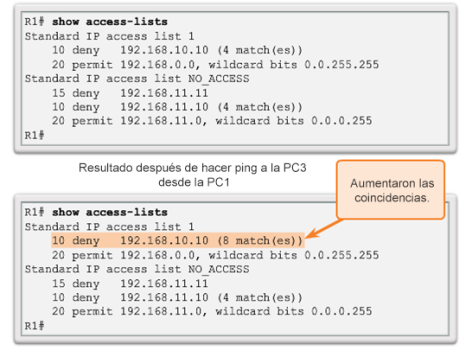 R1# show access-lists
Standard IP access list 1
    10 deny   192.168.10.10 (4 match(es))
    20 permit 192.168.0.0, wildcard bits 0.0.255.255
Standard IP access list NO_ACCESS
    15 deny   192.168.11.11
    10 deny   192.168.11.10 (4 match(es))
    20 permit 192.168.11.0, wildcard bits 0.0.0.255
R1#
Resultado después de hacer ping a la PC3
desde la PC1
Aumentaron las
coincidencias.
R1# show access-lists
Standard IP access list 1
    10 deny   192.168.10.10 (8 match(es))
    20 permit 192.168.0.0, wildcard bits 0.0.255.255
Standard IP access list NO_ACCESS
    15 deny   192.168.11.11
    10 deny   192.168.11.10 (4 match(es))
    20 permit 192.168.11.0, wildcard bits 0.0.0.255
R1#